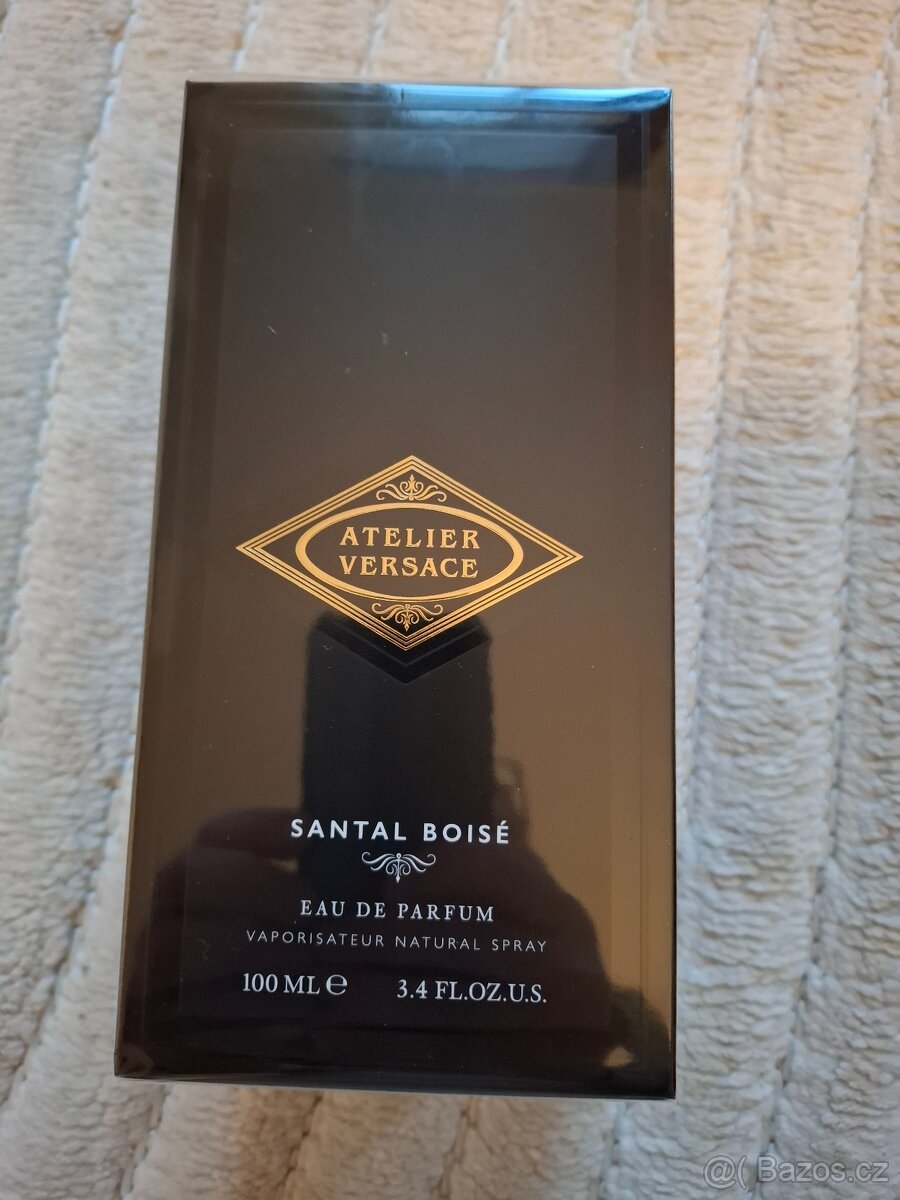 ATELIER
VERSACE
SANTAL BOISÉ
EAU DE PARFUM
VAPORISATEUR NATURAL SPRAY
100 ML ℮ 3.4 FL.OZ.U.S.
@( Bazos.cz